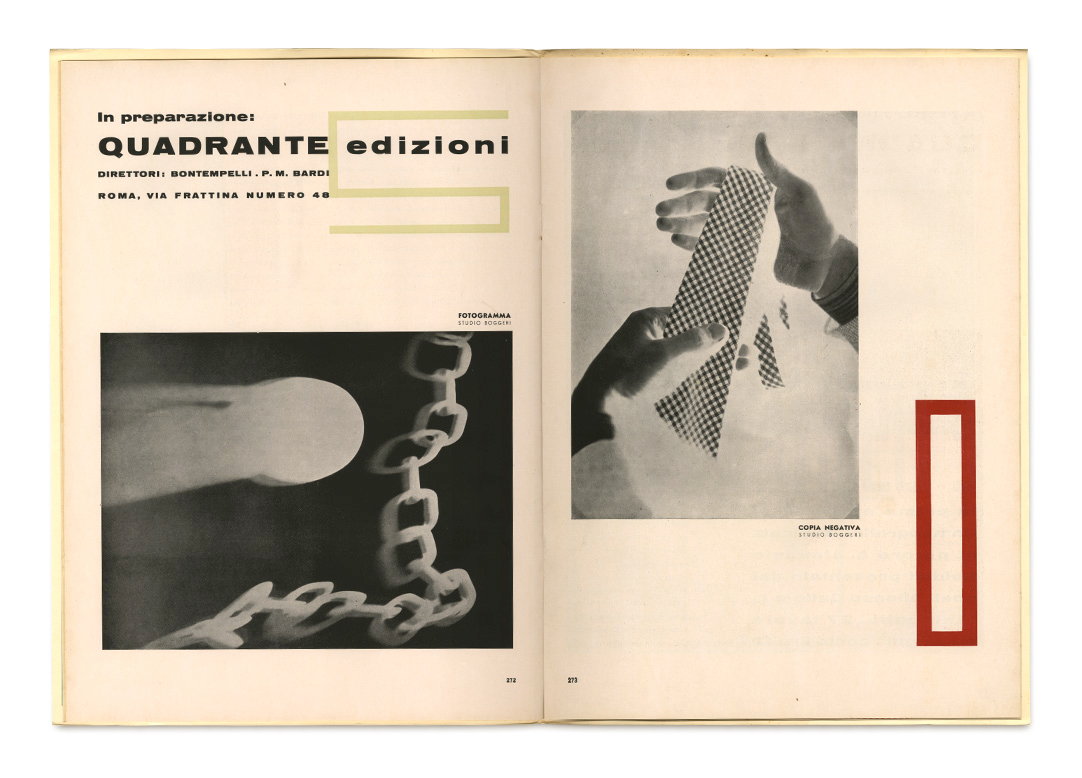 In preparazione:
QUADRANTE edizioni
DIRETTORI: BONTEMPELLI . P. M. BARDI
ROMA, VIA FRATTINA NUMERO 48
FOTOGRAMMA
STUDIO BOGGERI
272
COPIA NEGATIVA
STUDIO BOGGERI
273